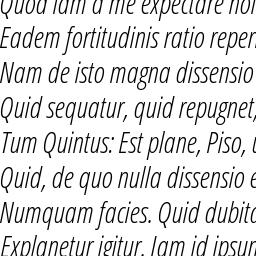 Quod iam a me expectare non
Eadem fortitudinis ratio reper
Nam de isto magna dissensio
Quid sequatur, quid repugnet,
Tum Quintus: Est plane, Piso, u
Quid, de quo nulla dissensio e
Numquam facies. Quid dubita
Explanetur igitur. Iam id ipsum